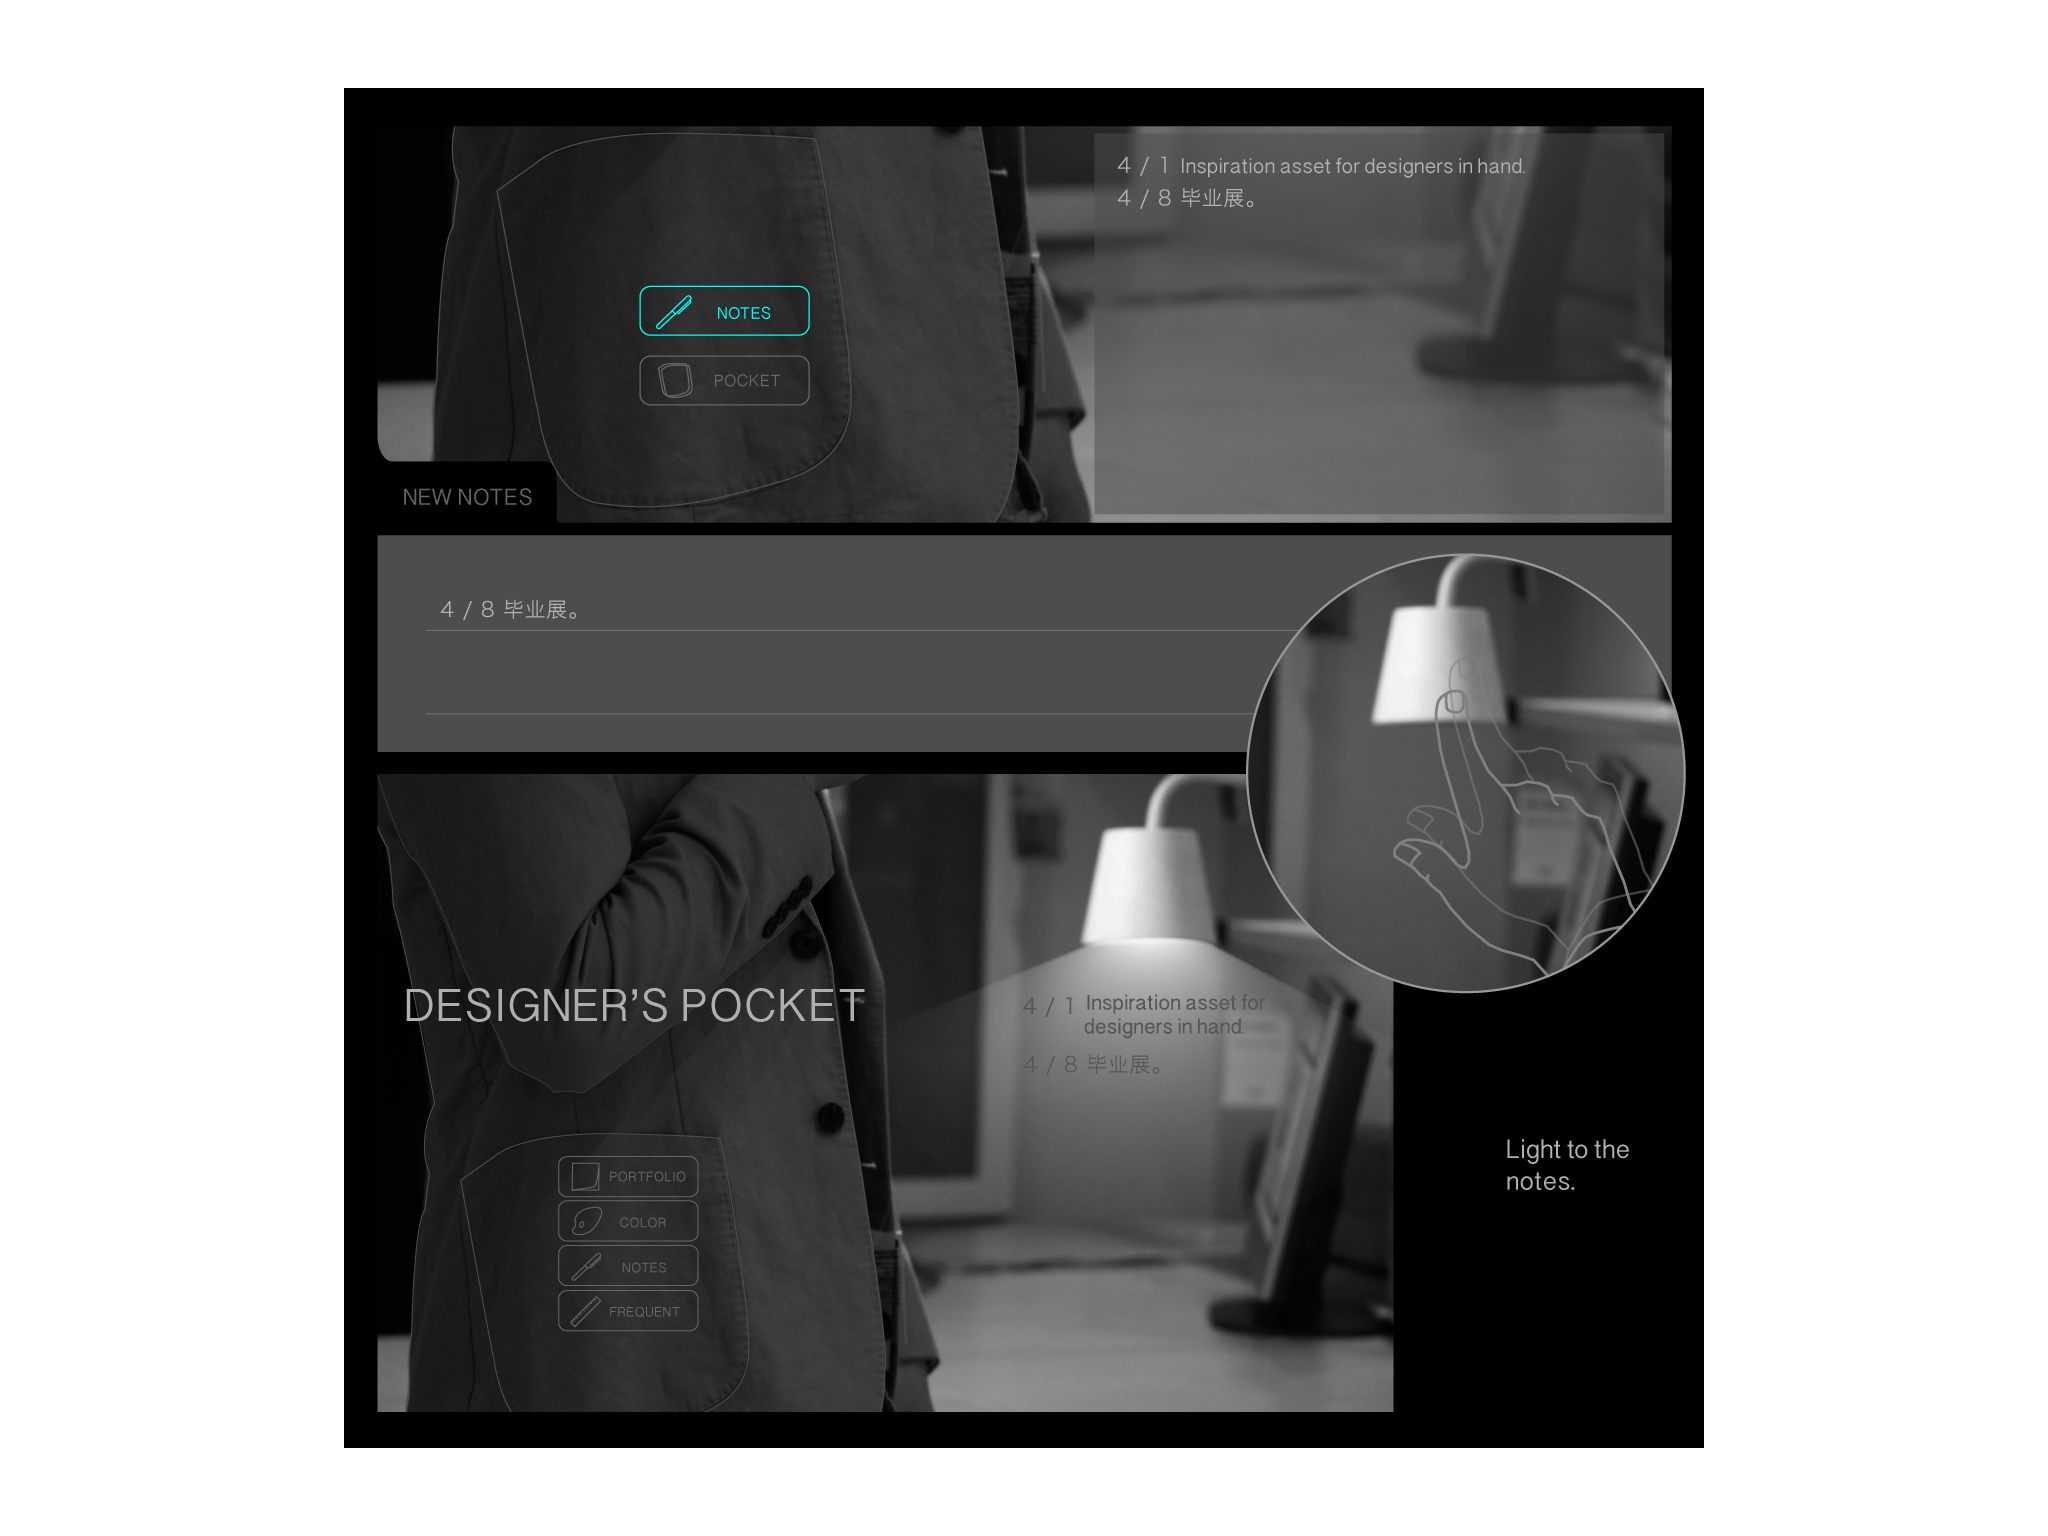 4 / 1 Inspiration asset for designers in hand.
4 / 8 毕业展。
NOTES
POCKET
NEW NOTES
4 / 8 毕业展。
DESIGNER’S POCKET
4 / 1 Inspiration asset for
designers in hand.
4 / 8 毕业展。
PORTFOLIO
COLOR
NOTES
FREQUENT
Light to the
notes.